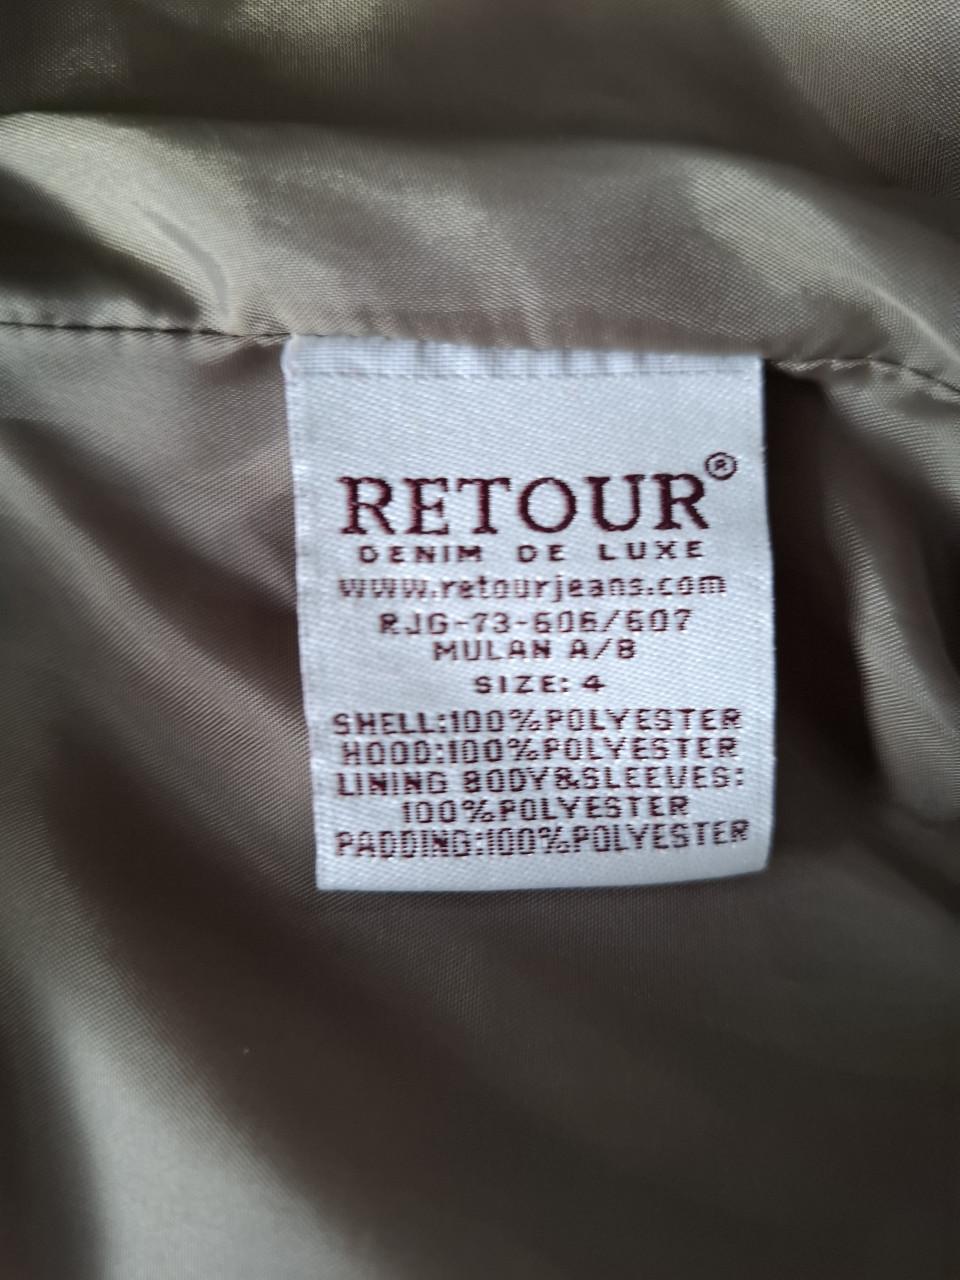 RETOUR®
DENIM DE LUXE
www.retourjeans.com
RJG-73-606/607
MULAN A/B
SIZE: 4
SHELL:100%POLYESTER
HOOD:100%POLYESTER
LINING BODY&SLEEVES:
100%POLYESTER
PADDING:100%POLYESTER